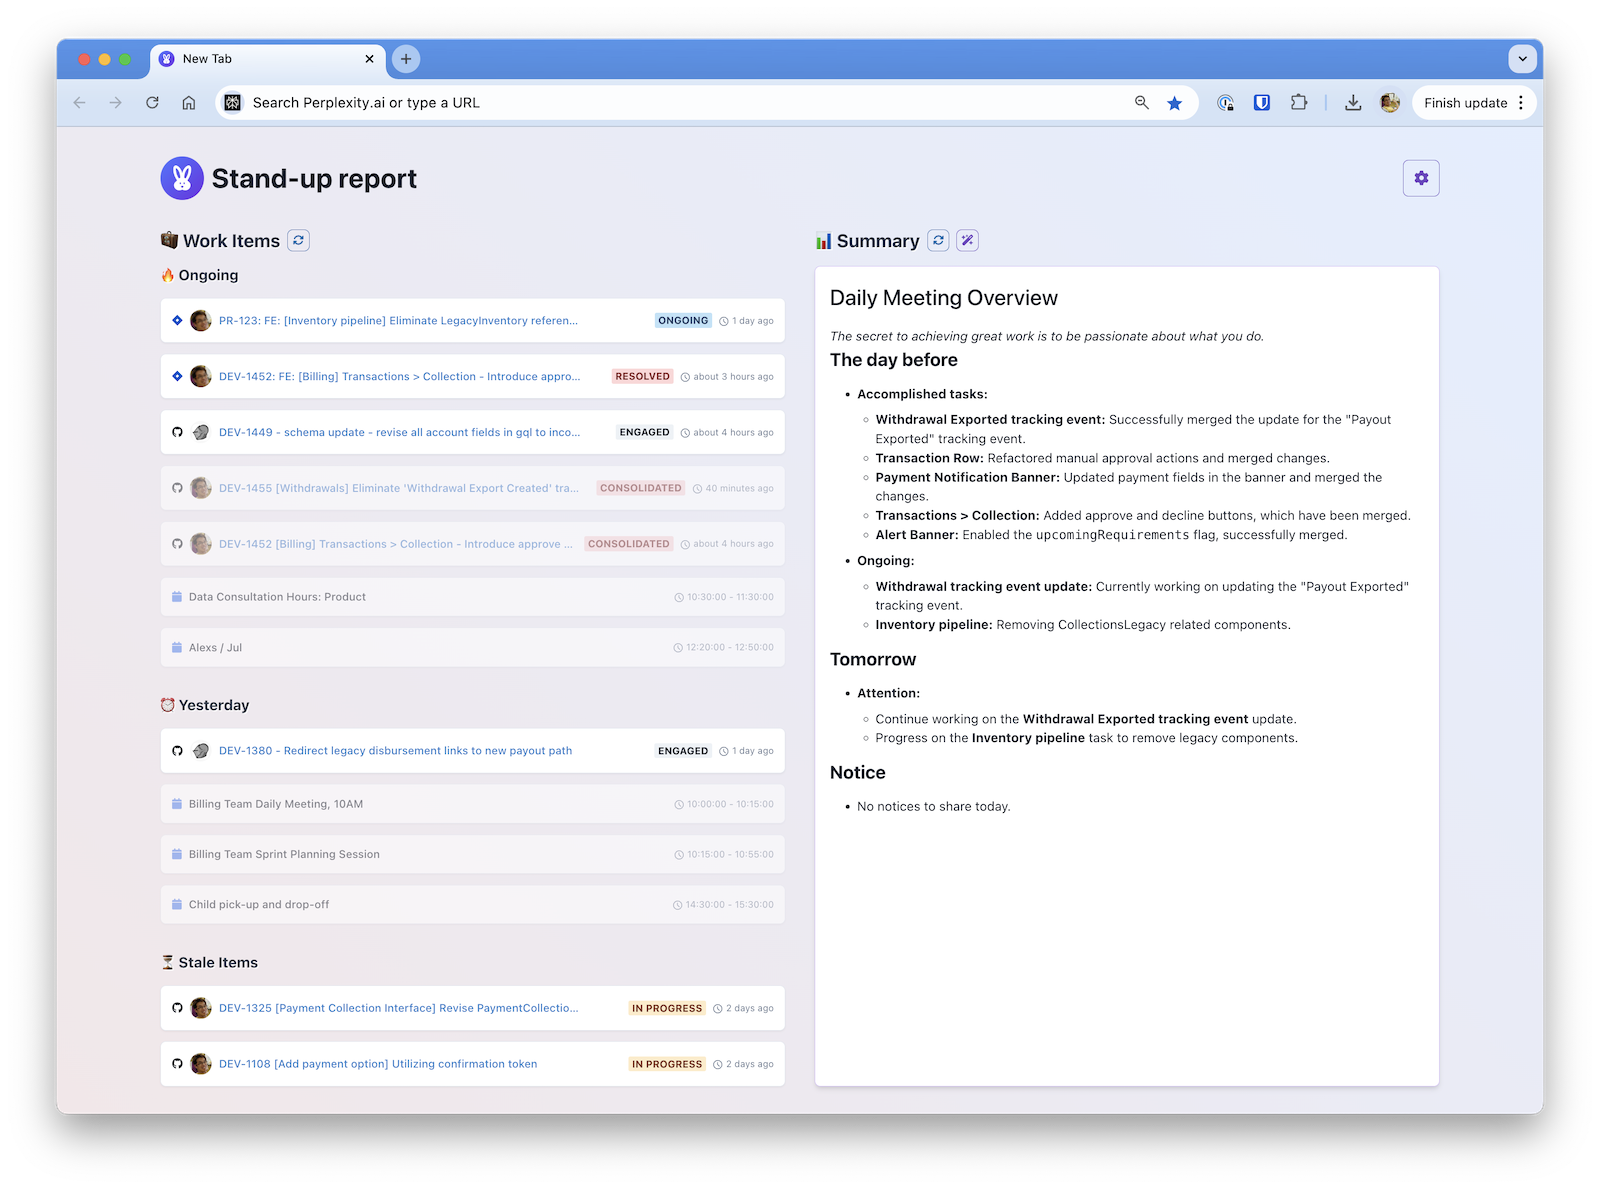 New Tab
Search Perplexity.ai or type a URL
Finish update
Stand-up report
Work Items
Ongoing
PR-123: FE: [Inventory pipeline] Eliminate LegacyInventory referen...
ONGOING
1 day ago
DEV-1452: FE: [Billing] Transactions > Collection - Introduce appro...
RESOLVED
about 3 hours ago
DEV-1449 - schema update - revise all account fields in gql to inco...
ENGAGED
about 4 hours ago
DEV-1455 [Withdrawals] Eliminate 'Withdrawal Export Created' tra...
CONSOLIDATED
40 minutes ago
DEV-1452 [Billing] Transactions > Collection - Introduce approve ...
CONSOLIDATED
about 4 hours ago
Data Consultation Hours: Product
10:30:00 - 11:30:00
Alexs / Jul
12:20:00 - 12:50:00
Yesterday
DEV-1380 - Redirect legacy disbursement links to new payout path
ENGAGED
1 day ago
Billing Team Daily Meeting, 10AM
10:00:00 - 10:15:00
Billing Team Sprint Planning Session
10:15:00 - 10:55:00
Child pick-up and drop-off
14:30:00 - 15:30:00
Stale Items
DEV-1325 [Payment Collection Interface] Revise PaymentCollectio...
IN PROGRESS
2 days ago
DEV-1108 [Add payment option] Utilizing confirmation token
IN PROGRESS
2 days ago
Summary
Daily Meeting Overview
The secret to achieving great work is to be passionate about what you do.
The day before
Accomplished tasks:
Withdrawal Exported tracking event: Successfully merged the update for the "Payout
Exported" tracking event.
Transaction Row: Refactored manual approval actions and merged changes.
Payment Notification Banner: Updated payment fields in the banner and merged the
changes.
Transactions > Collection: Added approve and decline buttons, which have been merged.
Alert Banner: Enabled the upcomingRequirements flag, successfully merged.
Ongoing:
Withdrawal tracking event update: Currently working on updating the "Payout Exported"
tracking event.
Inventory pipeline: Removing CollectionsLegacy related components.
Tomorrow
Attention:
Continue working on the Withdrawal Exported tracking event update.
Progress on the Inventory pipeline task to remove legacy components.
Notice
No notices to share today.